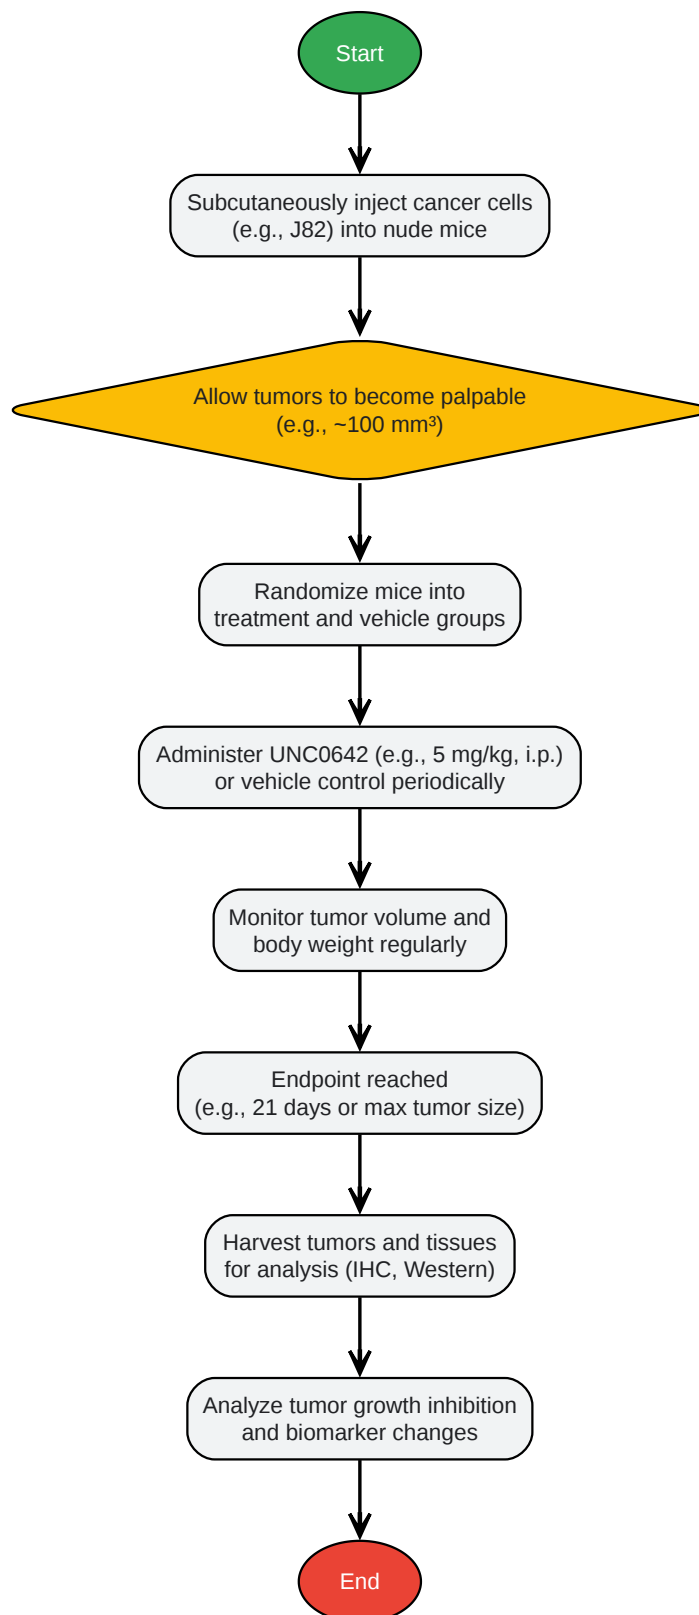 Start
Subcutaneously inject cancer cells
(e.g., J82) into nude mice
Allow tumors to become palpable
(e.g., ~100 mm³)
Randomize mice into
treatment and vehicle groups
Administer UNC0642 (e.g., 5 mg/kg, i.p.)
or vehicle control periodically
Monitor tumor volume and
body weight regularly
Endpoint reached
(e.g., 21 days or max tumor size)
Harvest tumors and tissues
for analysis (IHC, Western)
Analyze tumor growth inhibition
and biomarker changes
End